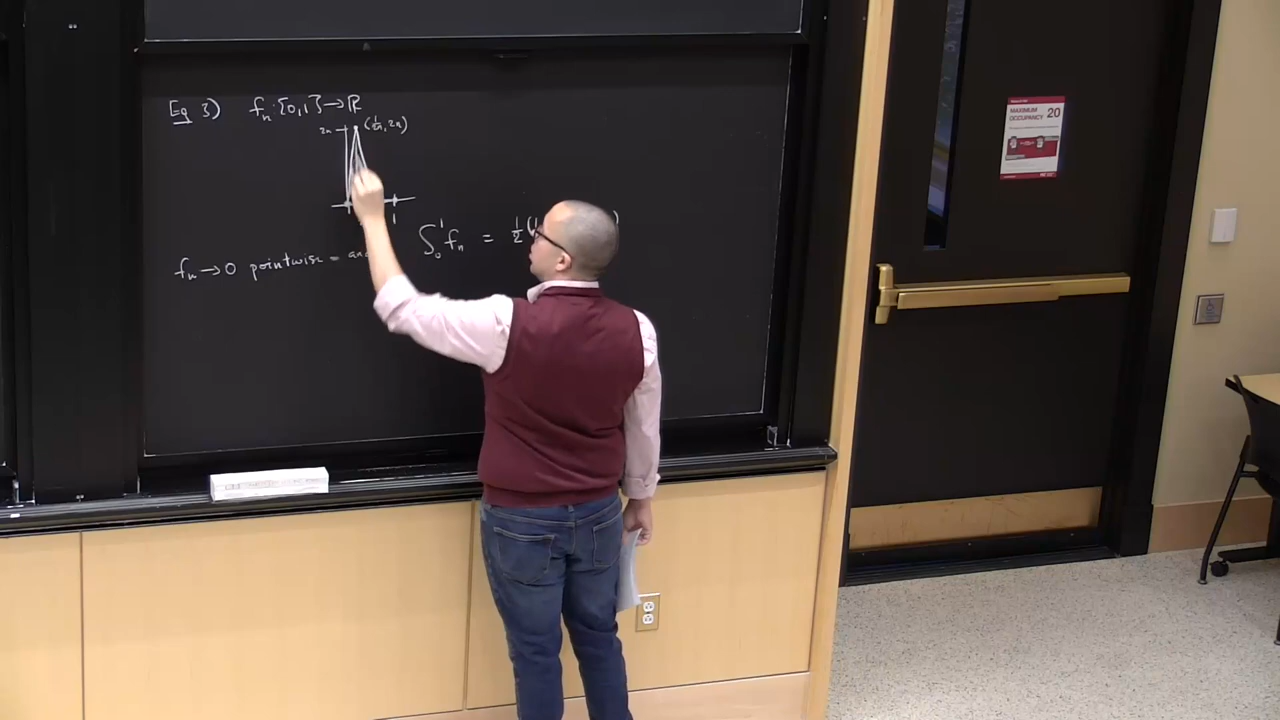 Eg 3) fₙ: [0,1] → ℝ
2n (1/2n, 2n)
1
∫₀¹ fₙ = 1/2 (
fₙ → 0 pointwise
MAXIMUM OCCUPANCY 20